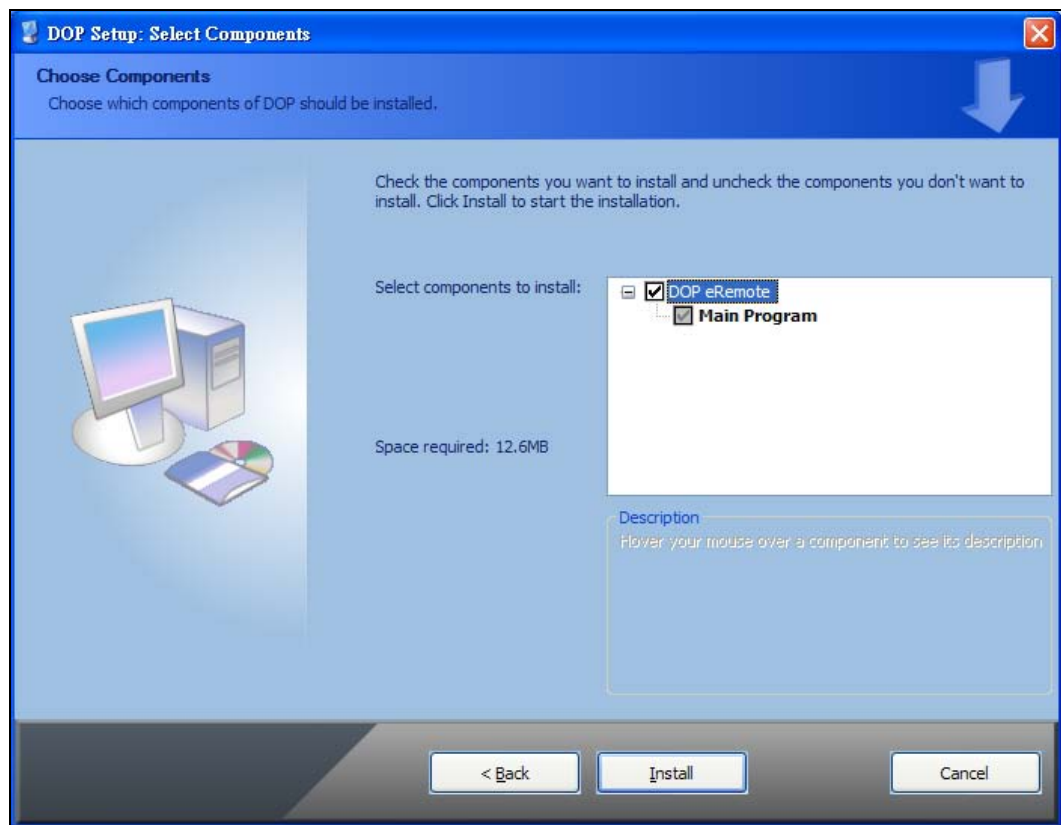 DOP Setup: Select Components
Choose Components
Choose which components of DOP should be installed.
Check the components you want to install and uncheck the components you don't want to
install. Click Install to start the installation.
Select components to install:
DOP eRemote
Main Program
Space required: 12.6MB
Description
Hover your mouse over a component to see its description
< Back
Install
Cancel